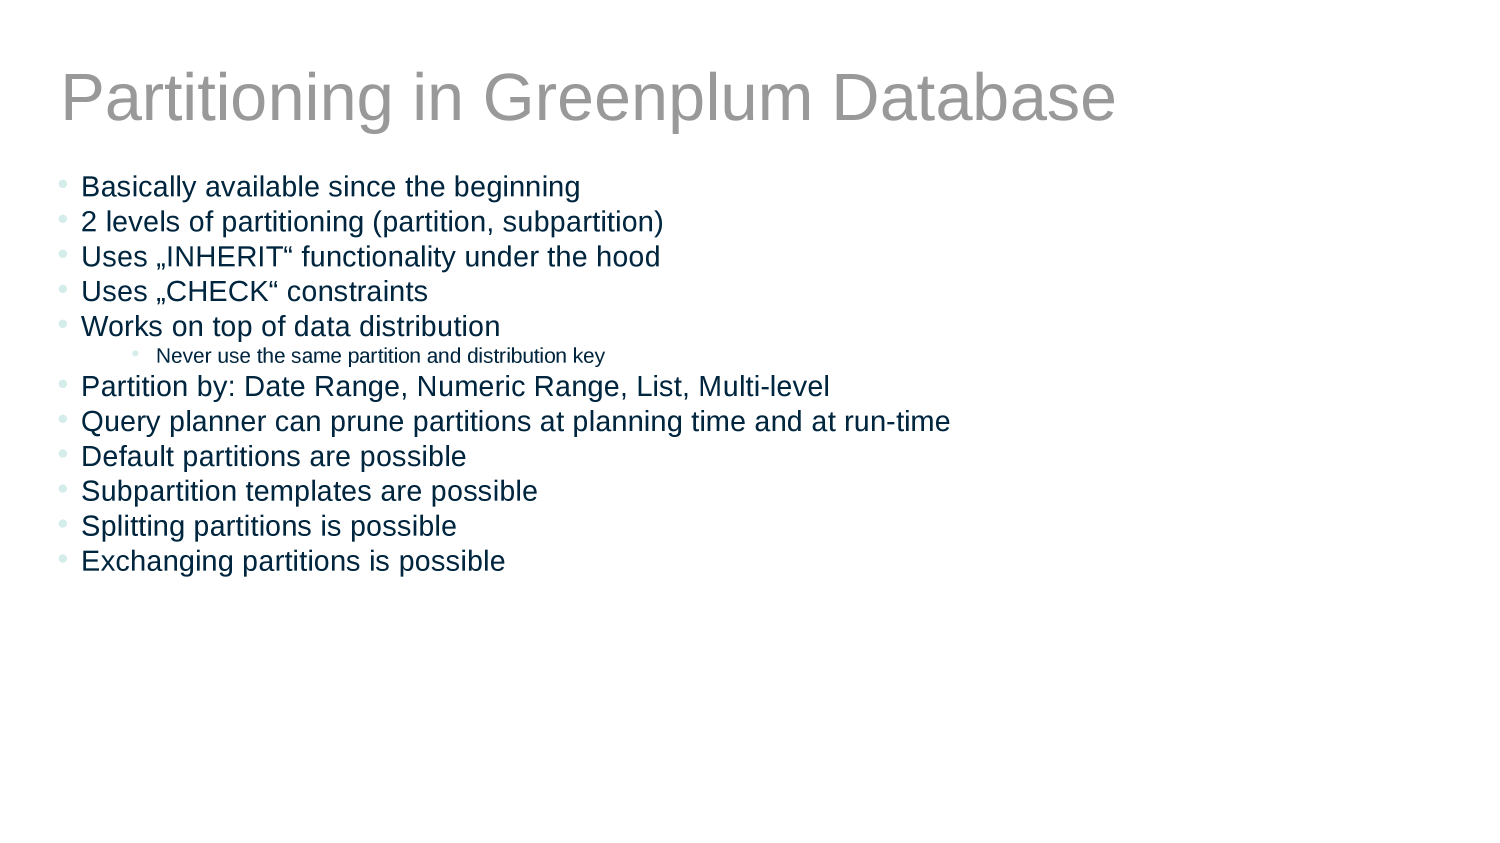 Partitioning in Greenplum Database
• Basically available since the beginning
• 2 levels of partitioning (partition, subpartition)
• Uses „INHERIT“ functionality under the hood
• Uses „CHECK“ constraints
• Works on top of data distribution
• Never use the same partition and distribution key
• Partition by: Date Range, Numeric Range, List, Multi-level
• Query planner can prune partitions at planning time and at run-time
• Default partitions are possible
• Subpartition templates are possible
• Splitting partitions is possible
• Exchanging partitions is possible